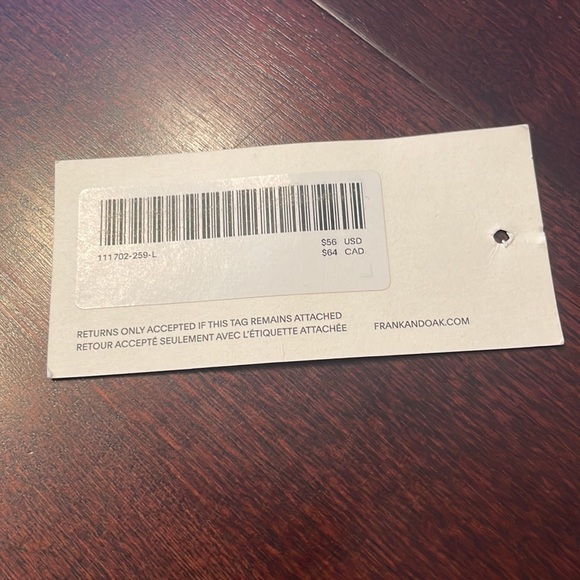 111702-259-L
$56 USD
$64 CAD
RETURNS ONLY ACCEPTED IF THIS TAG REMAINS ATTACHED
RETOUR ACCEPTÉ SEULEMENT AVEC L'ÉTIQUETTE ATTACHÉE
FRANKANDOAK.COM